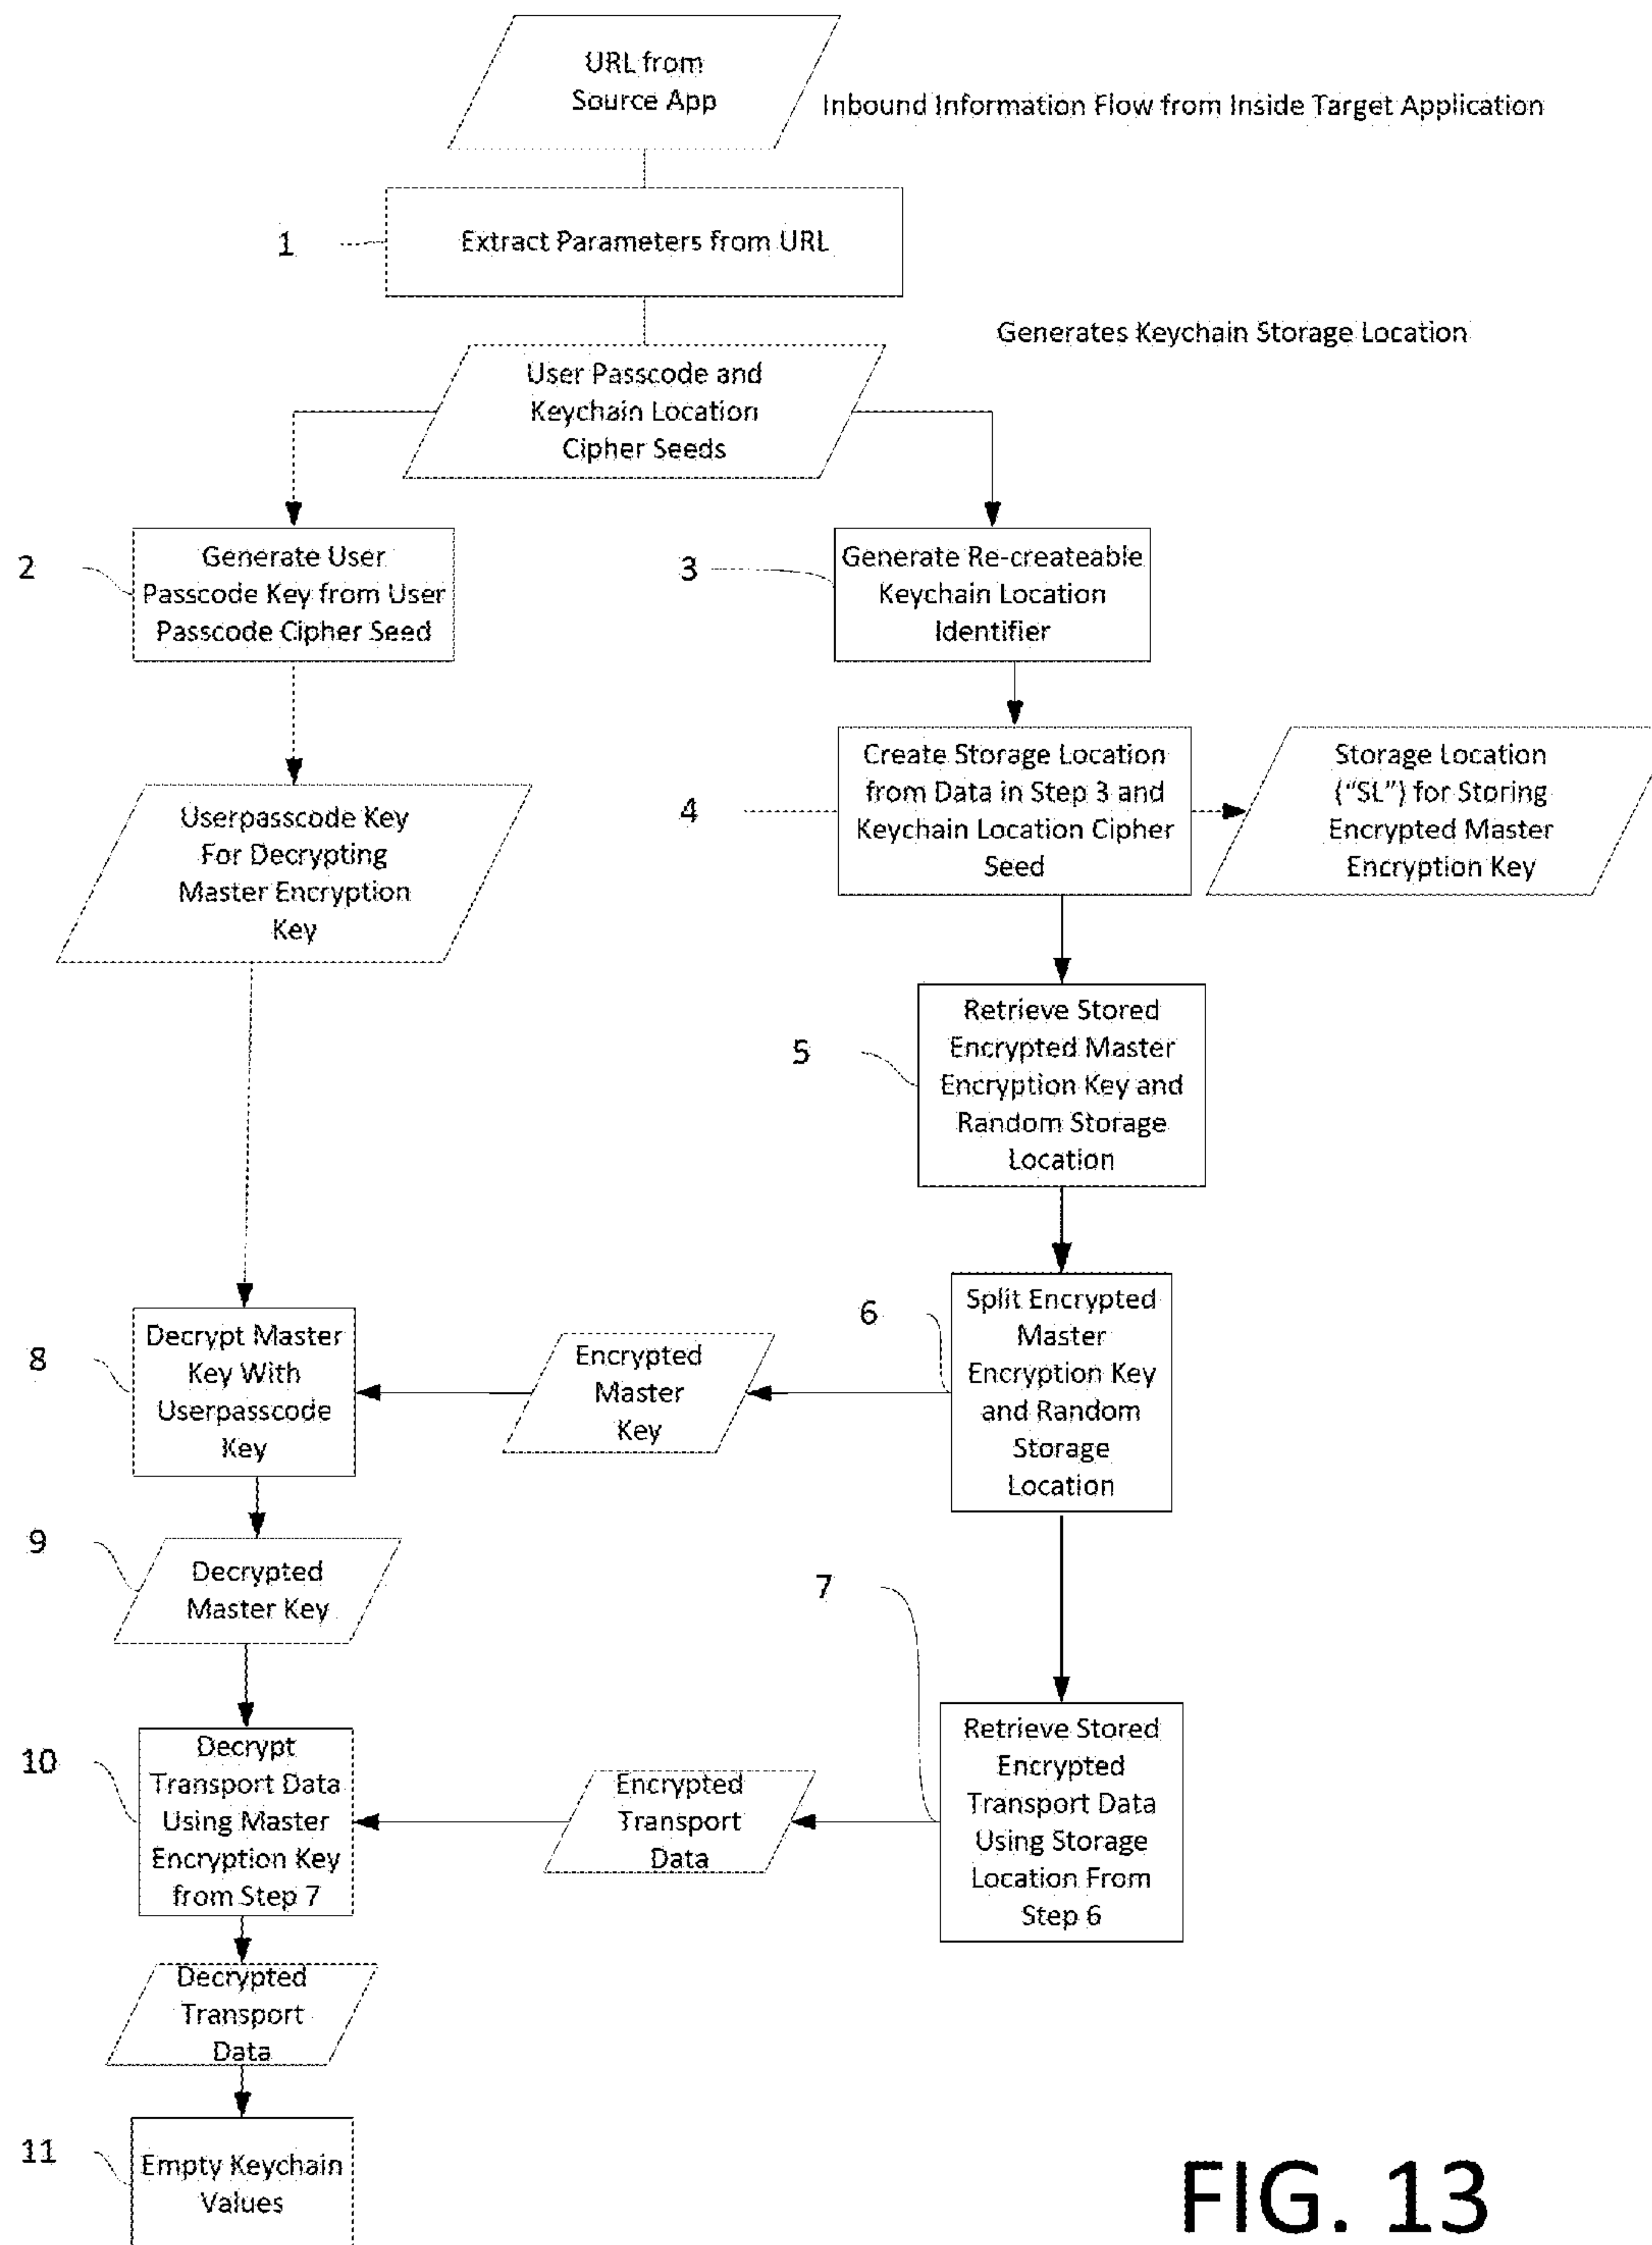 URL from
Source App
Inbound Information Flow from Inside Target Application
1
Extract Parameters from URL
Generates Keychain Storage Location
User Passcode and
Keychain Location
Cipher Seeds
2
Generate User
Passcode Key from User
Passcode Cipher Seed
3
Generate Re-createable
Keychain Location
Identifier
Userpasscode Key
For Decrypting
Master Encryption
Key
4
Create Storage Location
from Data in Step 3 and
Keychain Location Cipher
Seed
Storage Location
("SL") for Storing
Encrypted Master
Encryption Key
5
Retrieve Stored
Encrypted Master
Encryption Key and
Random Storage
Location
6
Split Encrypted
Master
Encryption Key
and Random
Storage
Location
Encrypted
Master
Key
8
Decrypt Master
Key With
Userpasscode
Key
9
Decrypted
Master Key
7
Retrieve Stored
Encrypted
Transport Data
Using Storage
Location From
Step 6
Encrypted
Transport
Data
10
Decrypt
Transport Data
Using Master
Encryption Key
from Step 7
Decrypted
Transport
Data
11
Empty Keychain
Values
FIG. 13